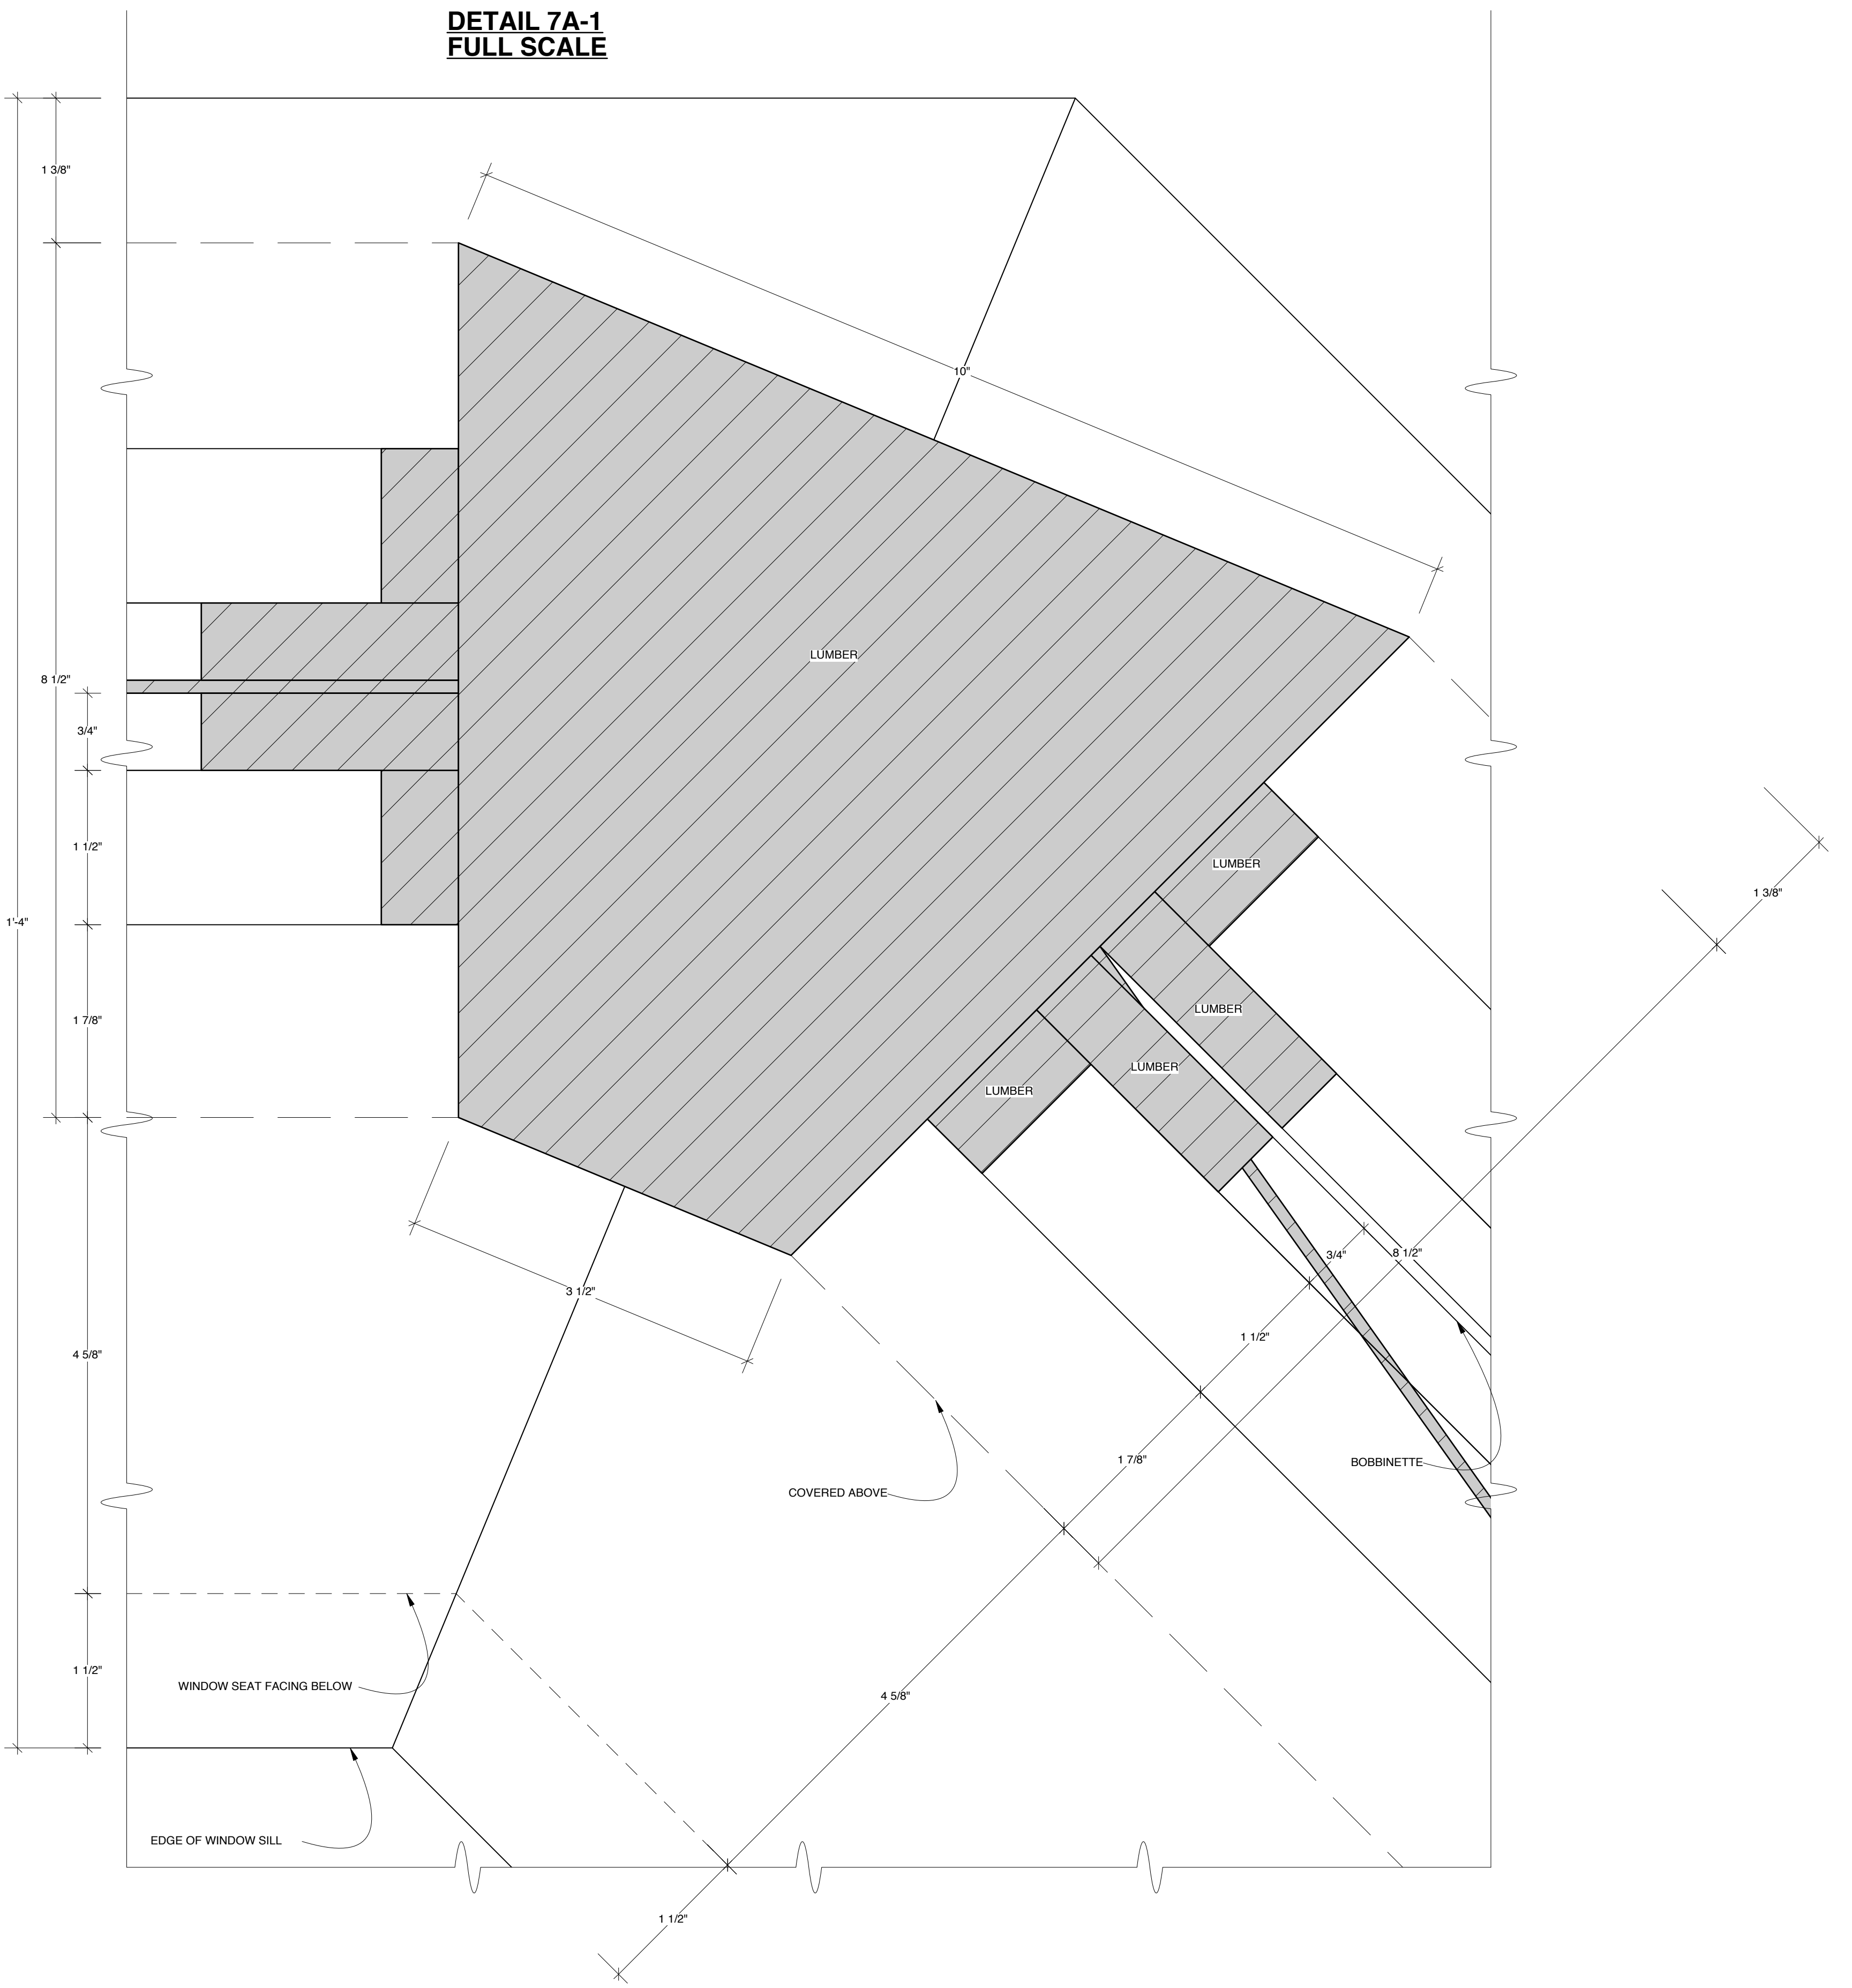 DETAIL 7A-1
FULL SCALE
1 3/8"
10"
LUMBER
8 1/2"
3/4"
1 1/2"
LUMBER
1 3/8"
1'-4"
LUMBER
1 7/8"
LUMBER
LUMBER
3/4"
8 1/2"
3 1/2"
1 1/2"
4 5/8"
1 7/8"
BOBBINETTE
COVERED ABOVE
1 1/2"
WINDOW SEAT FACING BELOW
4 5/8"
EDGE OF WINDOW SILL
1 1/2"